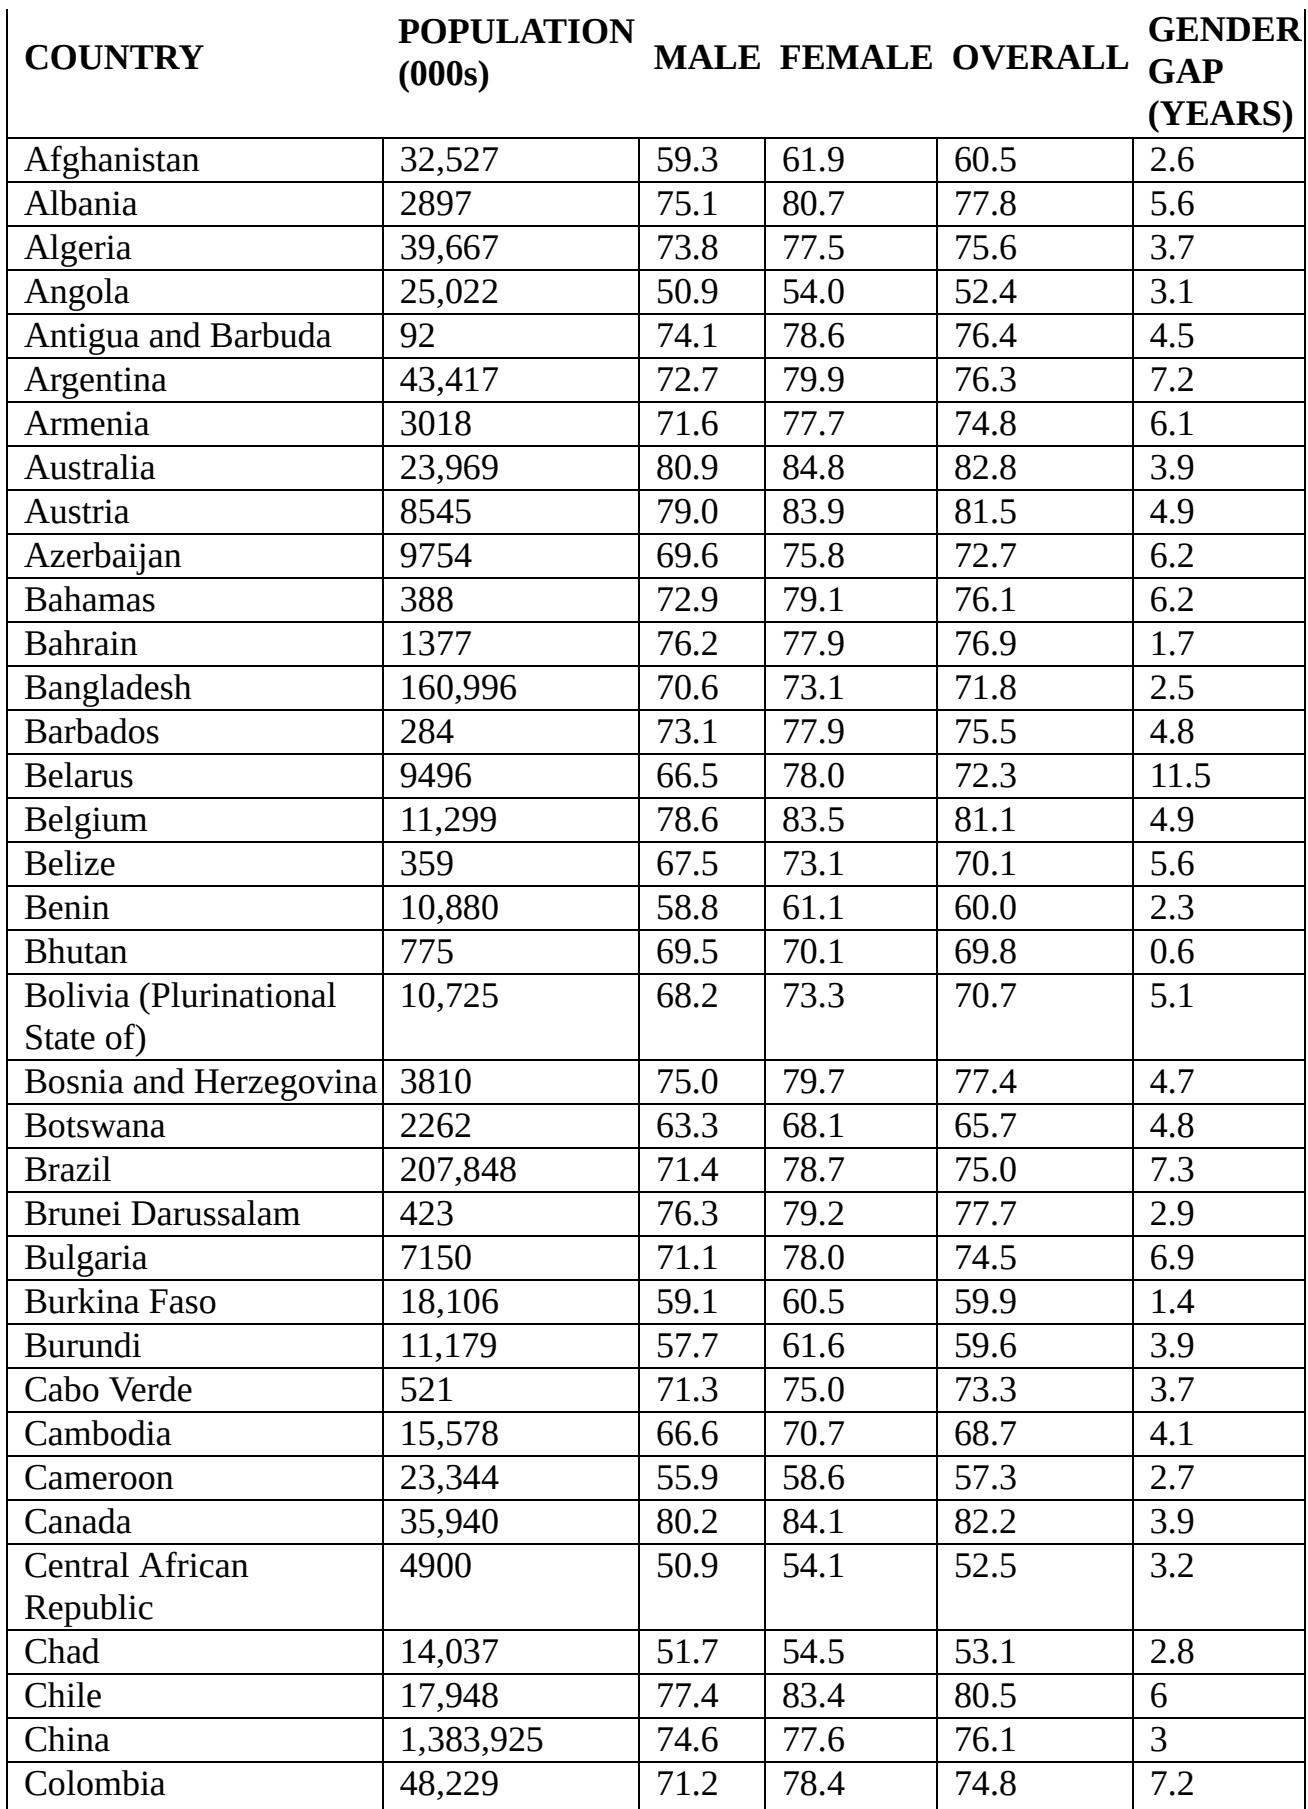 COUNTRY POPULATION (000s) MALE FEMALE OVERALL GENDER GAP (YEARS)
Afghanistan 32,527 59.3 61.9 60.5 2.6
Albania 2897 75.1 80.7 77.8 5.6
Algeria 39,667 73.8 77.5 75.6 3.7
Angola 25,022 50.9 54.0 52.4 3.1
Antigua and Barbuda 92 74.1 78.6 76.4 4.5
Argentina 43,417 72.7 79.9 76.3 7.2
Armenia 3018 71.6 77.7 74.8 6.1
Australia 23,969 80.9 84.8 82.8 3.9
Austria 8545 79.0 83.9 81.5 4.9
Azerbaijan 9754 69.6 75.8 72.7 6.2
Bahamas 388 72.9 79.1 76.1 6.2
Bahrain 1377 76.2 77.9 76.9 1.7
Bangladesh 160,996 70.6 73.1 71.8 2.5
Barbados 284 73.1 77.9 75.5 4.8
Belarus 9496 66.5 78.0 72.3 11.5
Belgium 11,299 78.6 83.5 81.1 4.9
Belize 359 67.5 73.1 70.1 5.6
Benin 10,880 58.8 61.1 60.0 2.3
Bhutan 775 69.5 70.1 69.8 0.6
Bolivia (Plurinational 10,725 68.2 73.3 70.7 5.1
State of)
Bosnia and Herzegovina 3810 75.0 79.7 77.4 4.7
Botswana 2262 63.3 68.1 65.7 4.8
Brazil 207,848 71.4 78.7 75.0 7.3
Brunei Darussalam 423 76.3 79.2 77.7 2.9
Bulgaria 7150 71.1 78.0 74.5 6.9
Burkina Faso 18,106 59.1 60.5 59.9 1.4
Burundi 11,179 57.7 61.6 59.6 3.9
Cabo Verde 521 71.3 75.0 73.3 3.7
Cambodia 15,578 66.6 70.7 68.7 4.1
Cameroon 23,344 55.9 58.6 57.3 2.7
Canada 35,940 80.2 84.1 82.2 3.9
Central African 4900 50.9 54.1 52.5 3.2
Republic
Chad 14,037 51.7 54.5 53.1 2.8
Chile 17,948 77.4 83.4 80.5 6
China 1,383,925 74.6 77.6 76.1 3
Colombia 48,229 71.2 78.4 74.8 7.2